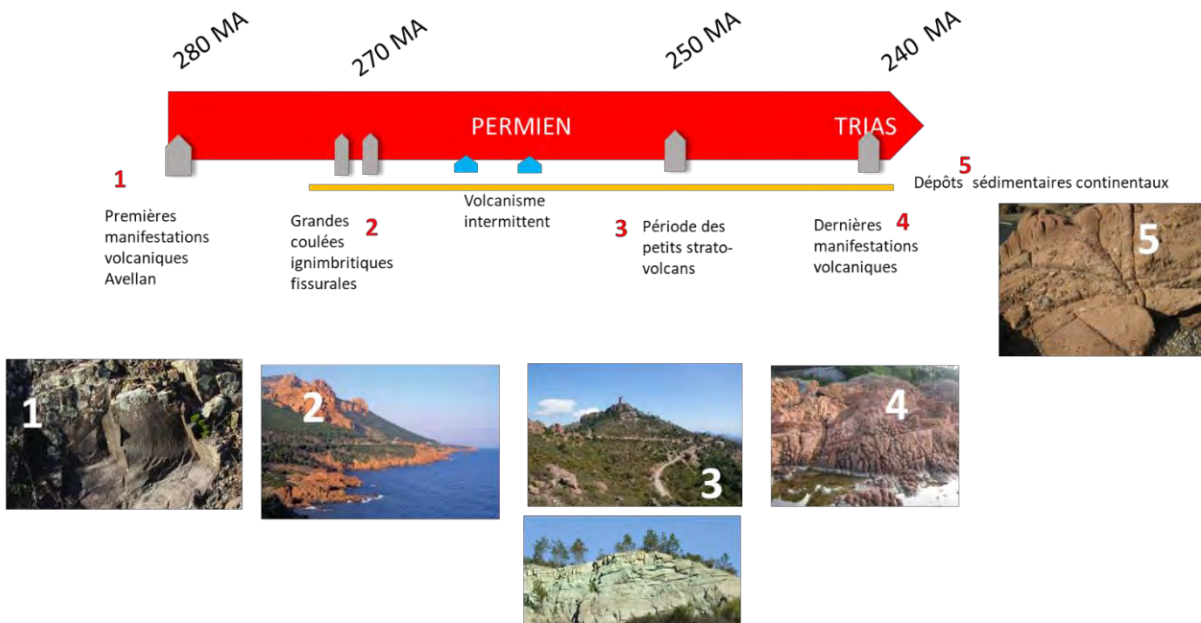 280 MA
270 MA
250 MA
240 MA
PERMIEN
TRIAS
1
Premières
manifestations
volcaniques
Avellan
Grandes
coulées
ignimbritiques
fissurales
2
Volcanisme
intermittent
3
Période des
petits strato-
volcans
Dernières
manifestations
volcaniques
4
5
Dépôts sédimentaires continentaux
5
1
2
3
4